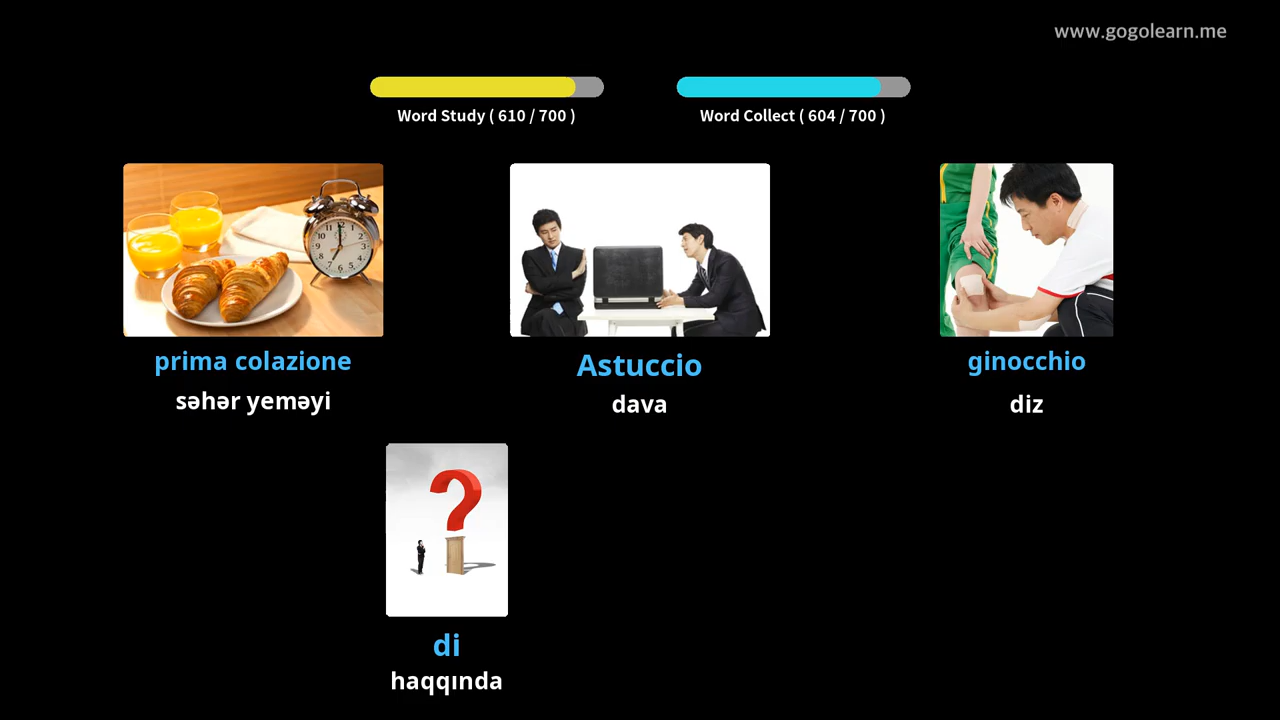 www.gogolearn.me
Word Study ( 610 / 700 )
Word Collect ( 604 / 700 )
prima colazione
səhər yeməyi
Astuccio
dava
ginocchio
diz
di
haqqında